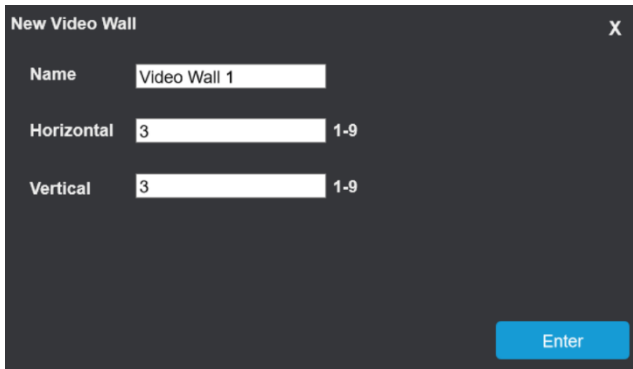 New Video Wall X
Name Video Wall 1
Horizontal 3 1-9
Vertical 3 1-9
Enter